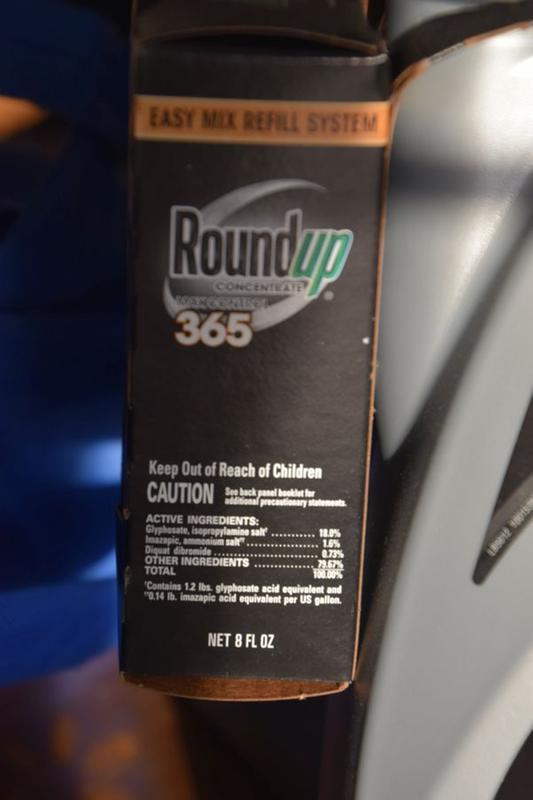 EASY MIX REFILL SYSTEM
Roundup
CONCENTRATE
MAX CONTROL
365
Keep Out of Reach of Children
CAUTION See back panel booklet for
additional precautionary statements.
ACTIVE INGREDIENTS:
Glyphosate, isopropylamine salt† .......... 18.0%
Imazapic, ammonium salt†† .......... 1.6%
Diquat dibromide .......... 0.73%
OTHER INGREDIENTS .......... 79.67%
TOTAL 100.00%
†Contains 1.2 lbs. glyphosate acid equivalent and
††0.14 lb. imazapic acid equivalent per US gallon.
NET 8 FL OZ